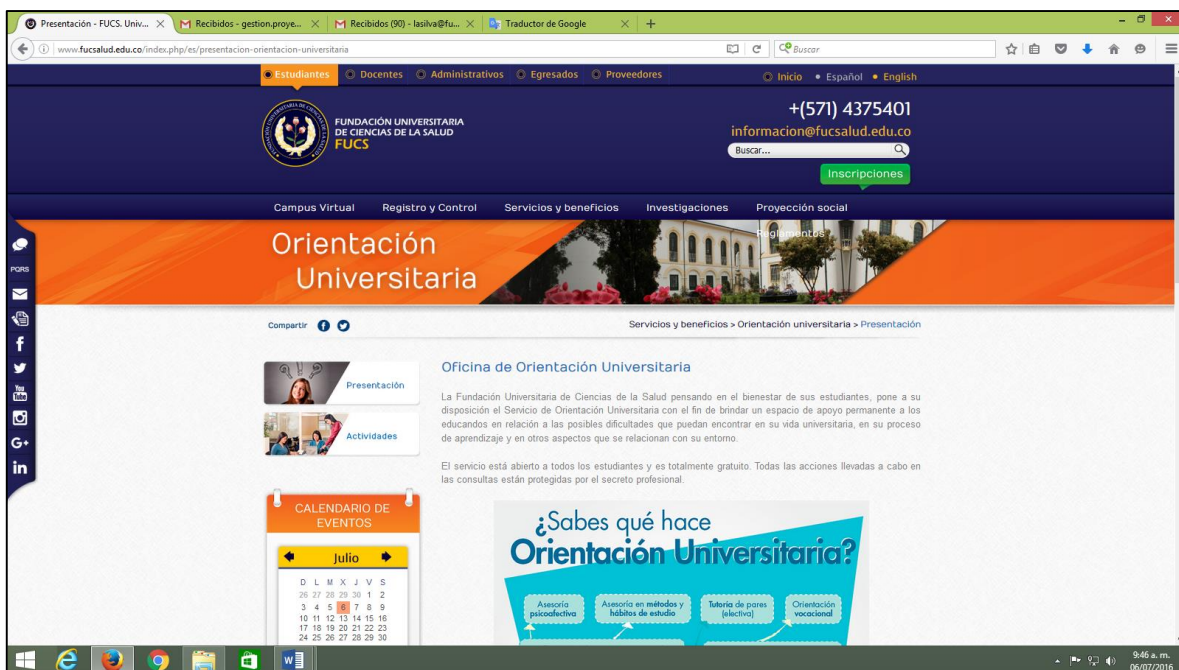 Presentación - FUCS. Univ...
Recibidos - gestion.proye...
Recibidos (90) - lasilva@fu...
Traductor de Google
www.fucsalud.edu.co/index.php/es/presentacion-orientacion-universitaria
Buscar
Estudiantes Docentes Administrativos Egresados Proveedores
Inicio Español English
FUNDACIÓN UNIVERSITARIA
DE CIENCIAS DE LA SALUD
FUCS
+(571) 4375401
informacion@fucsalud.edu.co
Buscar...
Inscripciones
Campus Virtual Registro y Control Servicios y beneficios Investigaciones Proyección social
Reglamentos
Orientación
Universitaria
PQRS
You
Tube
G+
in
Compartir
Servicios y beneficios > Orientación universitaria > Presentación
Presentación
Actividades
Oficina de Orientación Universitaria
La Fundación Universitaria de Ciencias de la Salud pensando en el bienestar de sus estudiantes, pone a su
disposición el Servicio de Orientación Universitaria con el fin de brindar un espacio de apoyo permanente a los
educandos en relación a las posibles dificultades que puedan encontrar en su vida universitaria, en su proceso
de aprendizaje y en otros aspectos que se relacionan con su entorno.
El servicio está abierto a todos los estudiantes y es totalmente gratuito. Todas las acciones llevadas a cabo en
las consultas están protegidas por el secreto profesional.
CALENDARIO DE
EVENTOS
Julio
D L M X J V S
26 27 28 29 30 1 2
3 4 5 6 7 8 9
10 11 12 13 14 15 16
17 18 19 20 21 22 23
24 25 26 27 28 29 30
¿Sabes qué hace
Orientación Universitaria?
Asesoría
psicoafectiva
Asesoría en métodos y
hábitos de estudio
Tutoría de pares
(electiva)
Orientación
vocacional
9:46 a. m.
06/07/2016